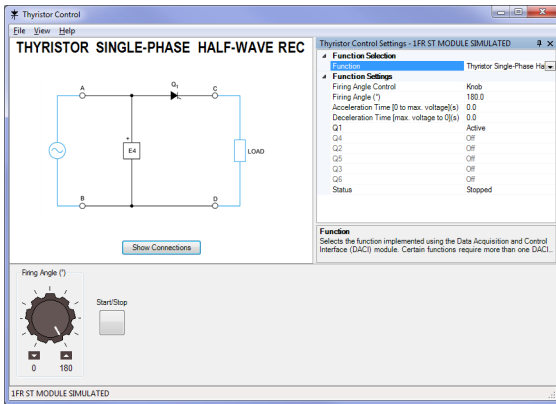 Thyristor Control
File View Help
THYRISTOR SINGLE-PHASE HALF-WAVE REC
A
Q1
C
+
E4
LOAD
B
D
Show Connections
Thyristor Control Settings - 1FR ST MODULE SIMULATED
Function Selection
Function Thyristor Single-Phase Ha
Function Settings
Firing Angle Control Knob
Firing Angle (°) 180.0
Acceleration Time [0 to max. voltage](s) 0.0
Deceleration Time [max. voltage to 0](s) 0.0
Q1 Active
Q4 Off
Q2 Off
Q5 Off
Q3 Off
Q6 Off
Status Stopped
Function
Selects the function implemented using the Data Acquisition and Control
Interface (DACI) module. Certain functions require more than one DACI...
Firing Angle (°)
0 180
Start/Stop
1FR ST MODULE SIMULATED